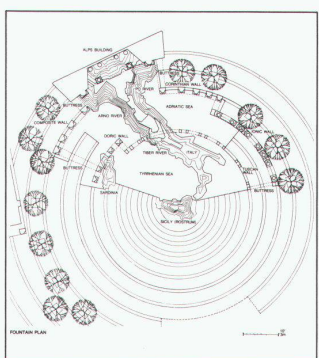 ALPS BUILDING
BUTTRESS
CORINTHIAN WALL
RIVER
BUTTRESS
ARNO RIVER
ADRIATIC SEA
COMPOSITE WALL
DORIC WALL
IONIC WALL
TIBER RIVER
ITALY
BUTTRESS
TUSCAN
WALL
TYRRHENIAN SEA
SARDINIA
BUTTRESS
SICILY (ROSTRUM)
FOUNTAIN PLAN